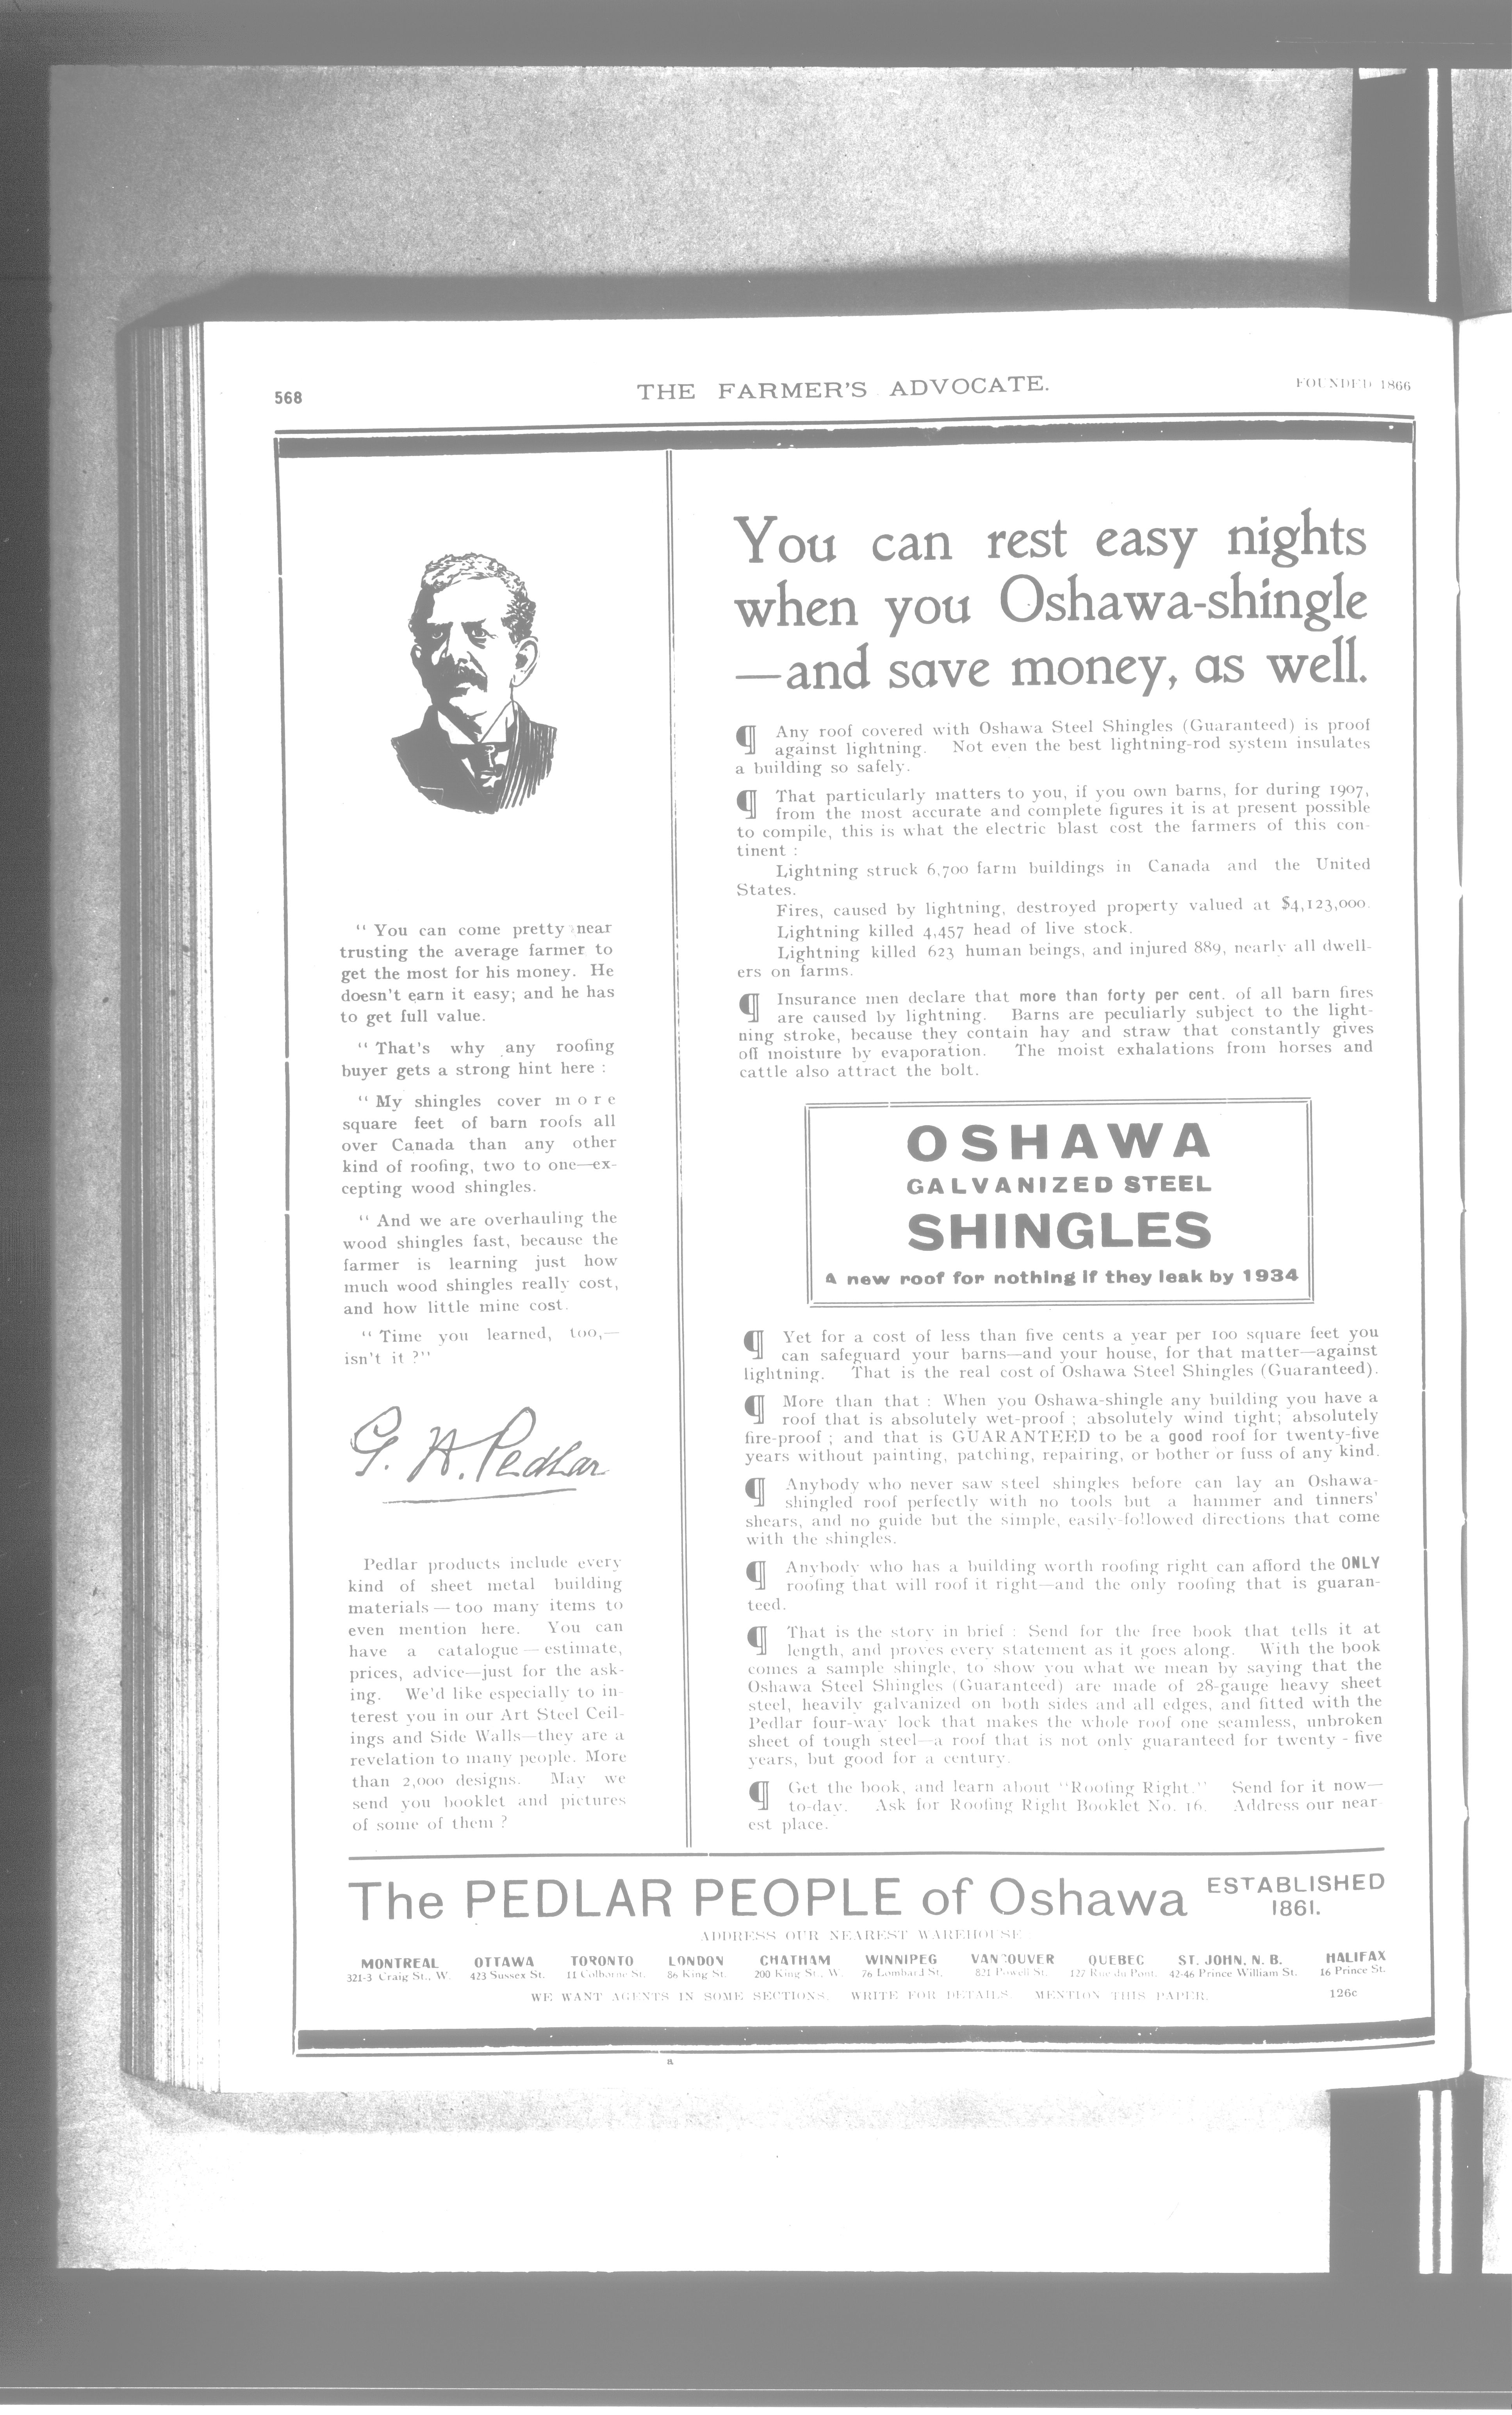 568
THE FARMER'S ADVOCATE.
FOUNDED 1866
" You can come pretty near
trusting the average farmer to
get the most for his money. He
doesn't earn it easy; and he has
to get full value.
" That's why any roofing
buyer gets a strong hint here :
" My shingles cover more
square feet of barn roofs all
over Canada than any other
kind of roofing, two to one—ex-
cepting wood shingles.
" And we are overhauling the
wood shingles fast, because the
farmer is learning just how
much wood shingles really cost,
and how little mine cost.
" Time you learned, too,—
isn't it ?"
G. H. Pedlar
Pedlar products include every
kind of sheet metal building
materials — too many items to
even mention here. You can
have a catalogue — estimate,
prices, advice—just for the ask-
ing. We'd like especially to in-
terest you in our Art Steel Ceil-
ings and Side Walls—they are a
revelation to many people. More
than 2,000 designs. May we
send you booklet and pictures
of some of them ?
You can rest easy nights
when you Oshawa-shingle
—and save money, as well.
¶ Any roof covered with Oshawa Steel Shingles (Guaranteed) is proof
against lightning. Not even the best lightning-rod system insulates
a building so safely.
¶ That particularly matters to you, if you own barns, for during 1907,
from the most accurate and complete figures it is at present possible
to compile, this is what the electric blast cost the farmers of this con-
tinent :
Lightning struck 6,700 farm buildings in Canada and the United
States.
Fires, caused by lightning, destroyed property valued at $4,123,000.
Lightning killed 4,457 head of live stock.
Lightning killed 623 human beings, and injured 889, nearly all dwell-
ers on farms.
¶ Insurance men declare that more than forty per cent. of all barn fires
are caused by lightning. Barns are peculiarly subject to the light-
ning stroke, because they contain hay and straw that constantly gives
off moisture by evaporation. The moist exhalations from horses and
cattle also attract the bolt.
OSHAWA
GALVANIZED STEEL
SHINGLES
A new roof for nothing if they leak by 1934
¶ Yet for a cost of less than five cents a year per 100 square feet you
can safeguard your barns—and your house, for that matter—against
lightning. That is the real cost of Oshawa Steel Shingles (Guaranteed).
¶ More than that : When you Oshawa-shingle any building you have a
roof that is absolutely wet-proof ; absolutely wind tight; absolutely
fire-proof ; and that is GUARANTEED to be a good roof for twenty-five
years without painting, patching, repairing, or bother or fuss of any kind.
¶ Anybody who never saw steel shingles before can lay an Oshawa-
shingled roof perfectly with no tools but a hammer and tinners'
shears, and no guide but the simple, easily-followed directions that come
with the shingles.
¶ Anybody who has a building worth roofing right can afford the ONLY
roofing that will roof it right—and the only roofing that is guaran-
teed.
¶ That is the story in brief : Send for the free book that tells it at
length, and proves every statement as it goes along. With the book
comes a sample shingle, to show you what we mean by saying that the
Oshawa Steel Shingles (Guaranteed) are made of 28-gauge heavy sheet
steel, heavily galvanized on both sides and all edges, and fitted with the
Pedlar four-way lock that makes the whole roof one seamless, unbroken
sheet of tough steel—a roof that is not only guaranteed for twenty - five
years, but good for a century.
¶ Get the book, and learn about "Roofing Right." Send for it now—
to-day. Ask for Roofing Right Booklet No. 16. Address our near-
est place.
The PEDLAR PEOPLE of Oshawa ESTABLISHED
1861.
ADDRESS OUR NEAREST WAREHOUSE
MONTREAL OTTAWA TORONTO LONDON CHATHAM WINNIPEG VANCOUVER QUEBEC ST. JOHN, N. B. HALIFAX
321-3 Craig St., W. 423 Sussex St. 11 Colborne St. 86 King St. 200 King St., W. 76 Lombard St. 821 Powell St. 127 Rue du Pont. 42-46 Prince William St. 16 Prince St.
WE WANT AGENTS IN SOME SECTIONS. WRITE FOR DETAILS. MENTION THIS PAPER.
126c